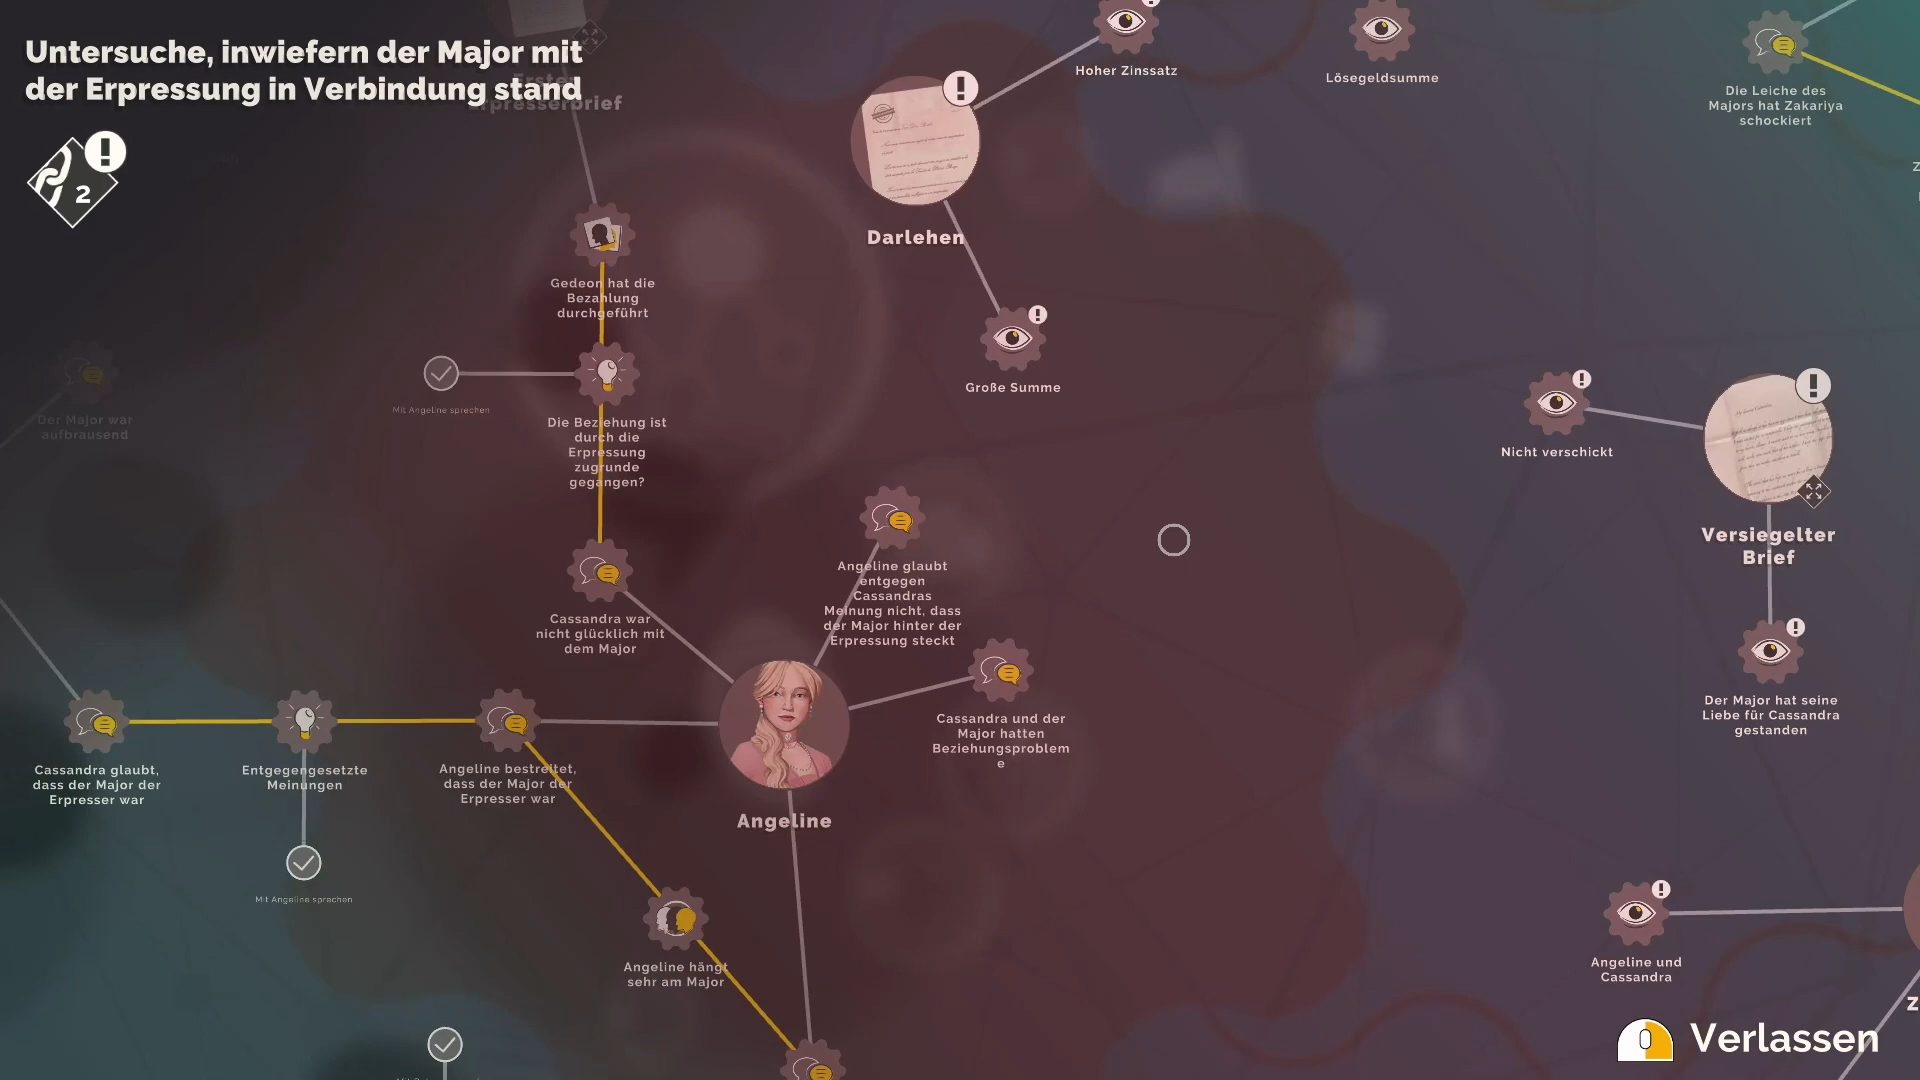 Untersuche, inwiefern der Major mit
der Erpressung in Verbindung stand
Erster
Erpresserbrief
2
Hoher Zinssatz
Lösegeldsumme
Die Leiche des
Majors hat Zakariya
schockiert
Darlehen
Gedeon hat die
Bezahlung
durchgeführt
Große Summe
Mit Angeline sprechen
Der Major war
aufbrausend
Die Beziehung ist
durch die
Erpressung
zugrunde
gegangen?
Nicht verschickt
Versiegelter
Brief
Angeline glaubt
entgegen
Cassandras
Meinung nicht, dass
der Major hinter der
Erpressung steckt
Cassandra war
nicht glücklich mit
dem Major
Cassandra und der
Major hatten
Beziehungsproblem
e
Der Major hat seine
Liebe für Cassandra
gestanden
Cassandra glaubt,
dass der Major der
Erpresser war
Entgegengesetzte
Meinungen
Angeline bestreitet,
dass der Major der
Erpresser war
Angeline
Mit Angeline sprechen
Angeline hängt
sehr am Major
Angeline und
Cassandra
Z
Verlassen